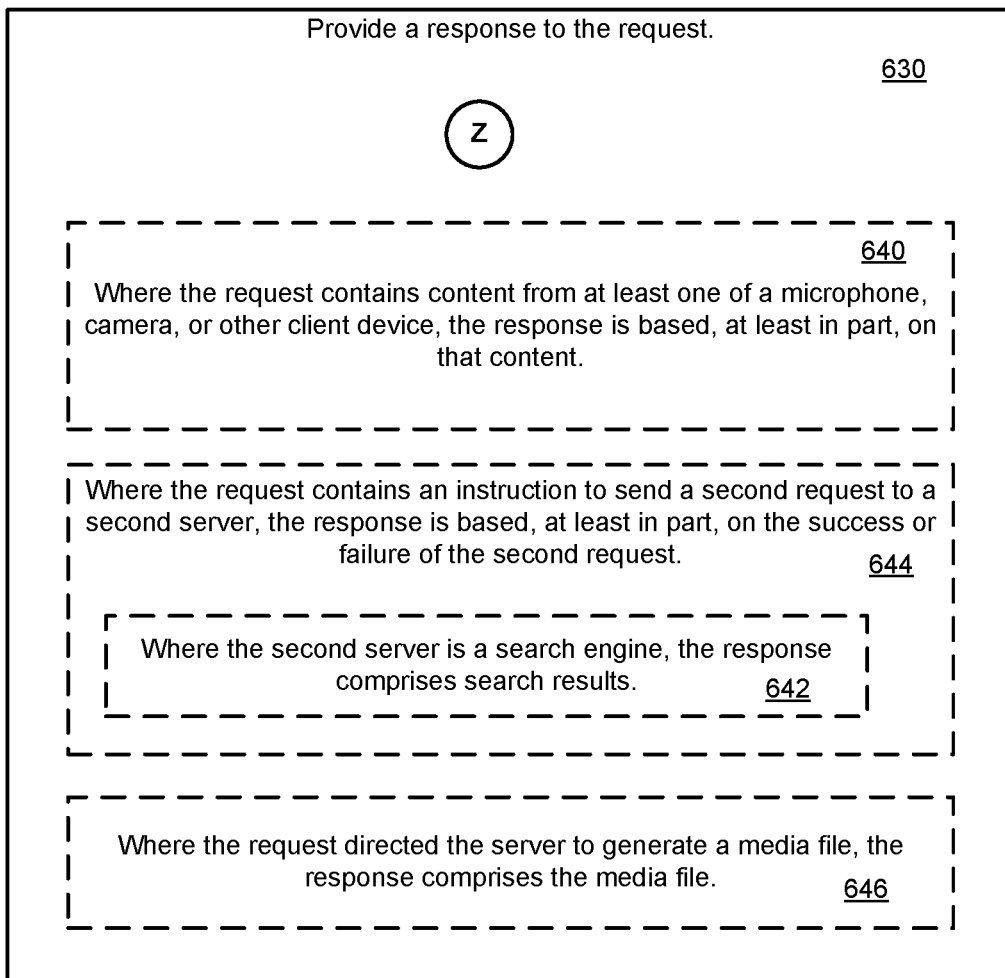 Provide a response to the request.
630
Z
640
Where the request contains content from at least one of a microphone,
camera, or other client device, the response is based, at least in part, on
that content.
Where the request contains an instruction to send a second request to a
second server, the response is based, at least in part, on the success or
failure of the second request.
644
Where the second server is a search engine, the response
comprises search results.
642
Where the request directed the server to generate a media file, the
response comprises the media file.
646